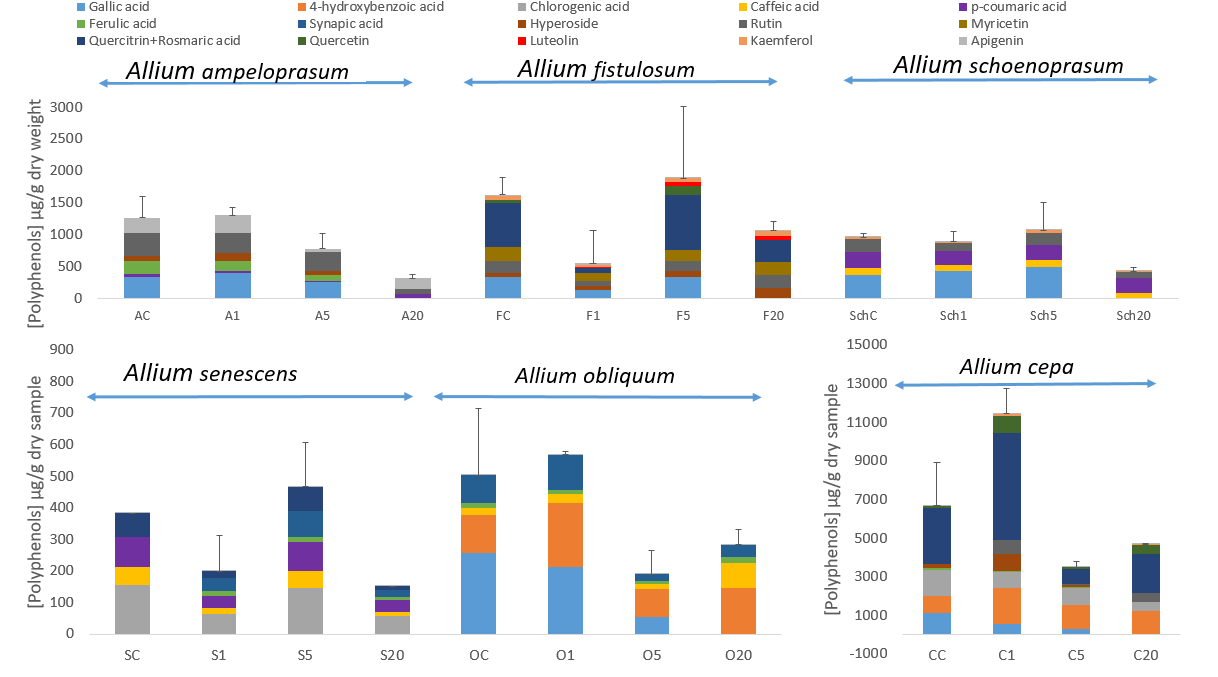 Gallic acid 4-hydroxybenzoic acid Chlorogenic acid Caffeic acid p-coumaric acid
Ferulic acid Synapic acid Hyperoside Rutin Myricetin
Quercitrin+Rosmaric acid Quercetin Luteolin Kaemferol Apigenin
Allium ampeloprasum Allium fistulosum Allium schoenoprasum
[Polyphenols] µg/g dry weight
3000
2500
2000
1500
1000
500
0
AC A1 A5 A20 FC F1 F5 F20 SchC Sch1 Sch5 Sch20
Allium senescens Allium obliquum
[Polyphenols] µg/g dry sample
900
800
700
600
500
400
300
200
100
0
SC S1 S5 S20 OC O1 O5 O20
Allium cepa
[Polyphenols] µg/g dry sample
15000
13000
11000
9000
7000
5000
3000
1000
-1000
CC C1 C5 C20